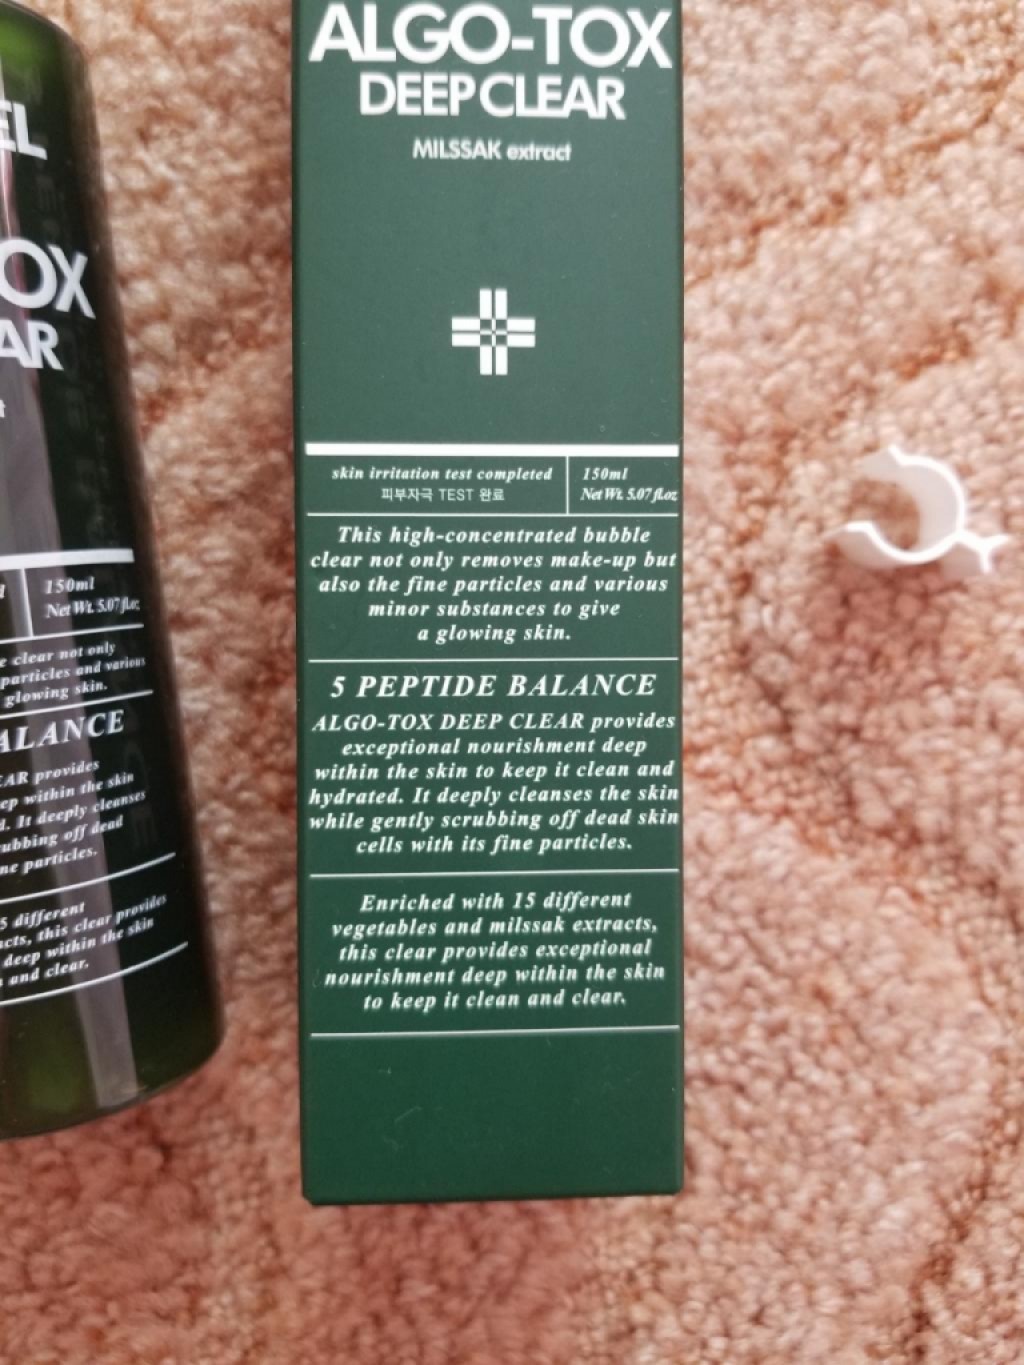 ALGO-TOX
DEEP CLEAR
MILSSAK extract
skin irritation test completed
피부자극 TEST 완료
150ml
Net Wt. 5.07 fl.oz
This high-concentrated bubble
clear not only removes make-up but
also the fine particles and various
minor substances to give
a glowing skin.
5 PEPTIDE BALANCE
ALGO-TOX DEEP CLEAR provides
exceptional nourishment deep
within the skin to keep it clean and
hydrated. It deeply cleanses the skin
while gently scrubbing off dead skin
cells with its fine particles.
Enriched with 15 different
vegetables and milssak extracts,
this clear provides exceptional
nourishment deep within the skin
to keep it clean and clear.
EL
OX
AR
t
150ml
Net Wt. 5.07 fl.oz
e clear not only
particles and various
glowing skin.
ALANCE
EAR provides
ep within the skin
d. It deeply cleanses
ubbing off dead
ne particles.
5 different
acts, this clear provides
deep within the skin
and clear.